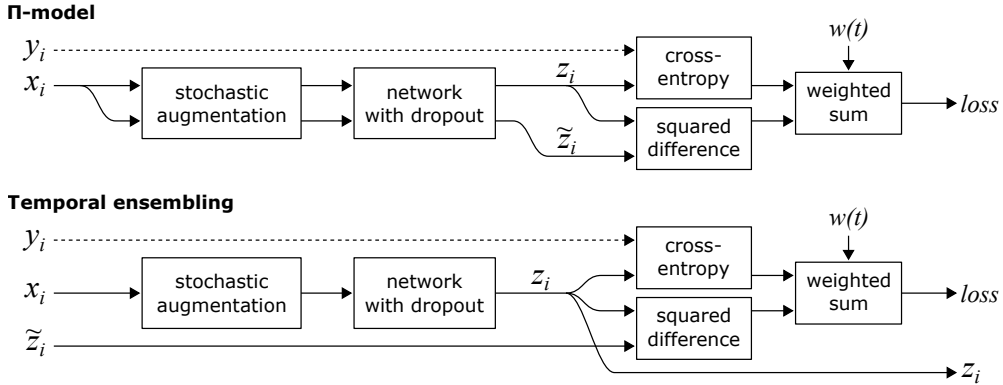 Π-model
y_i
x_i
stochastic
augmentation
network
with dropout
z_i
z̃_i
cross-
entropy
squared
difference
w(t)
weighted
sum
loss
Temporal ensembling
y_i
x_i
z̃_i
stochastic
augmentation
network
with dropout
z_i
cross-
entropy
squared
difference
w(t)
weighted
sum
loss
z_i